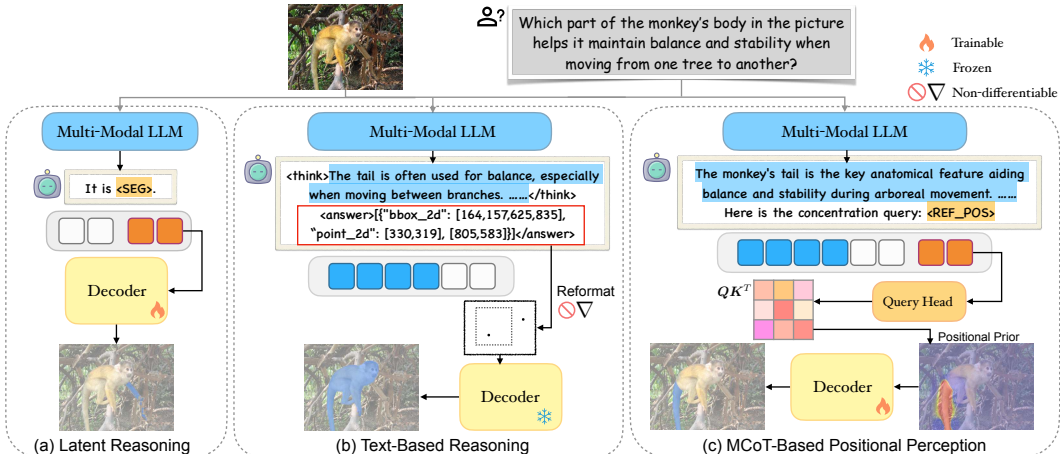 ?
Which part of the monkey's body in the picture
helps it maintain balance and stability when
moving from one tree to another?
Trainable
Frozen
Non-differentiable
Multi-Modal LLM
It is <SEG>.
Decoder
(a) Latent Reasoning
Multi-Modal LLM
<think>The tail is often used for balance, especially
when moving between branches. ……</think>
<answer>[{"bbox_2d": [164,157,625,835],
"point_2d": [330,319], [805,583]}]</answer>
Reformat
Decoder
(b) Text-Based Reasoning
Multi-Modal LLM
The monkey's tail is the key anatomical feature aiding
balance and stability during arboreal movement. ……
Here is the concentration query: <REF_POS>
QK^T
Query Head
Positional Prior
Decoder
(c) MCoT-Based Positional Perception